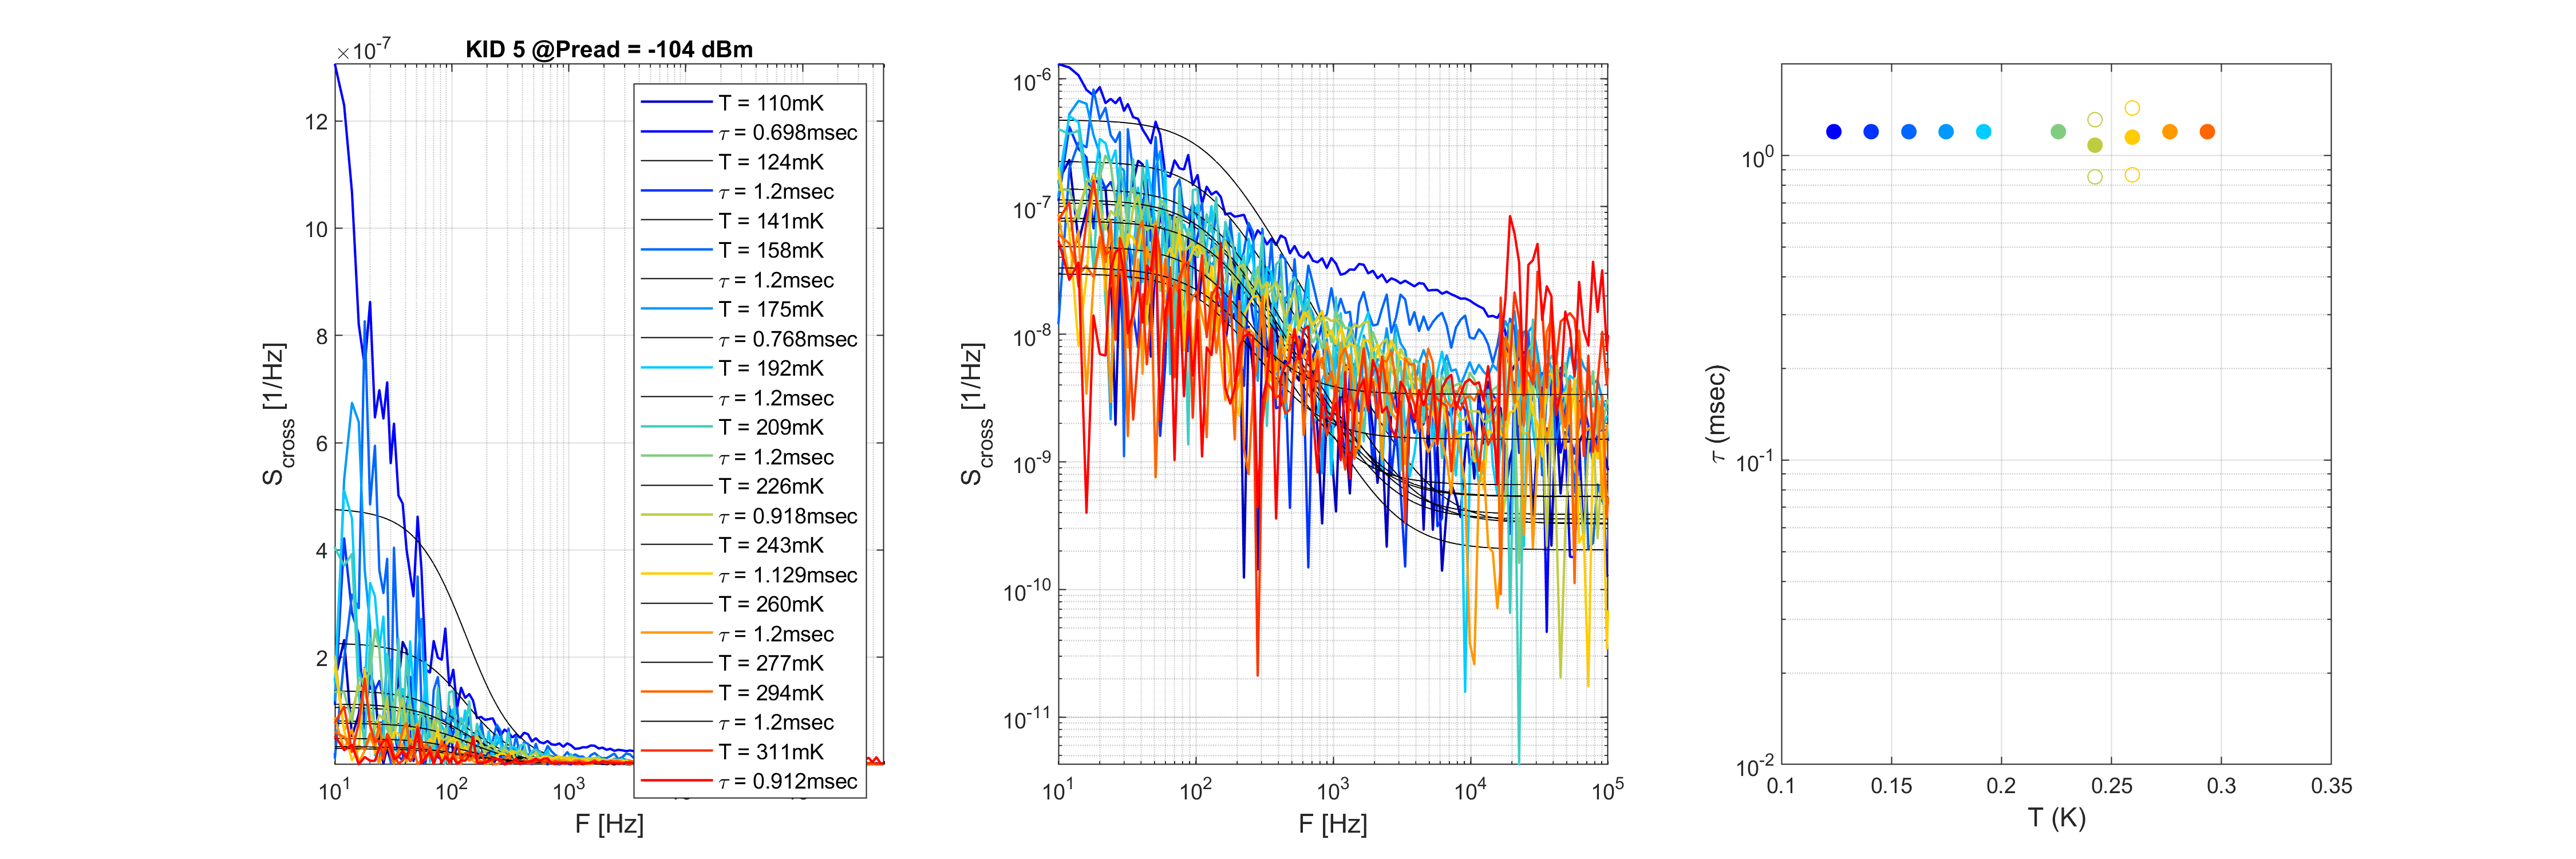 KID 5 @Pread = -104 dBm
×10-7
12
10
8
6
4
2
S_cross [1/Hz]
10^1
10^2
10^3
F [Hz]
T = 110mK
τ = 0.698msec
T = 124mK
τ = 1.2msec
T = 141mK
T = 158mK
τ = 1.2msec
T = 175mK
τ = 0.768msec
T = 192mK
τ = 1.2msec
T = 209mK
τ = 1.2msec
T = 226mK
τ = 0.918msec
T = 243mK
τ = 1.129msec
T = 260mK
τ = 1.2msec
T = 277mK
T = 294mK
τ = 1.2msec
T = 311mK
τ = 0.912msec
10^-6
10^-7
10^-8
10^-9
10^-10
10^-11
S_cross [1/Hz]
10^1
10^2
10^3
10^4
10^5
F [Hz]
10^0
10^-1
10^-2
τ (msec)
0.1
0.15
0.2
0.25
0.3
0.35
T (K)